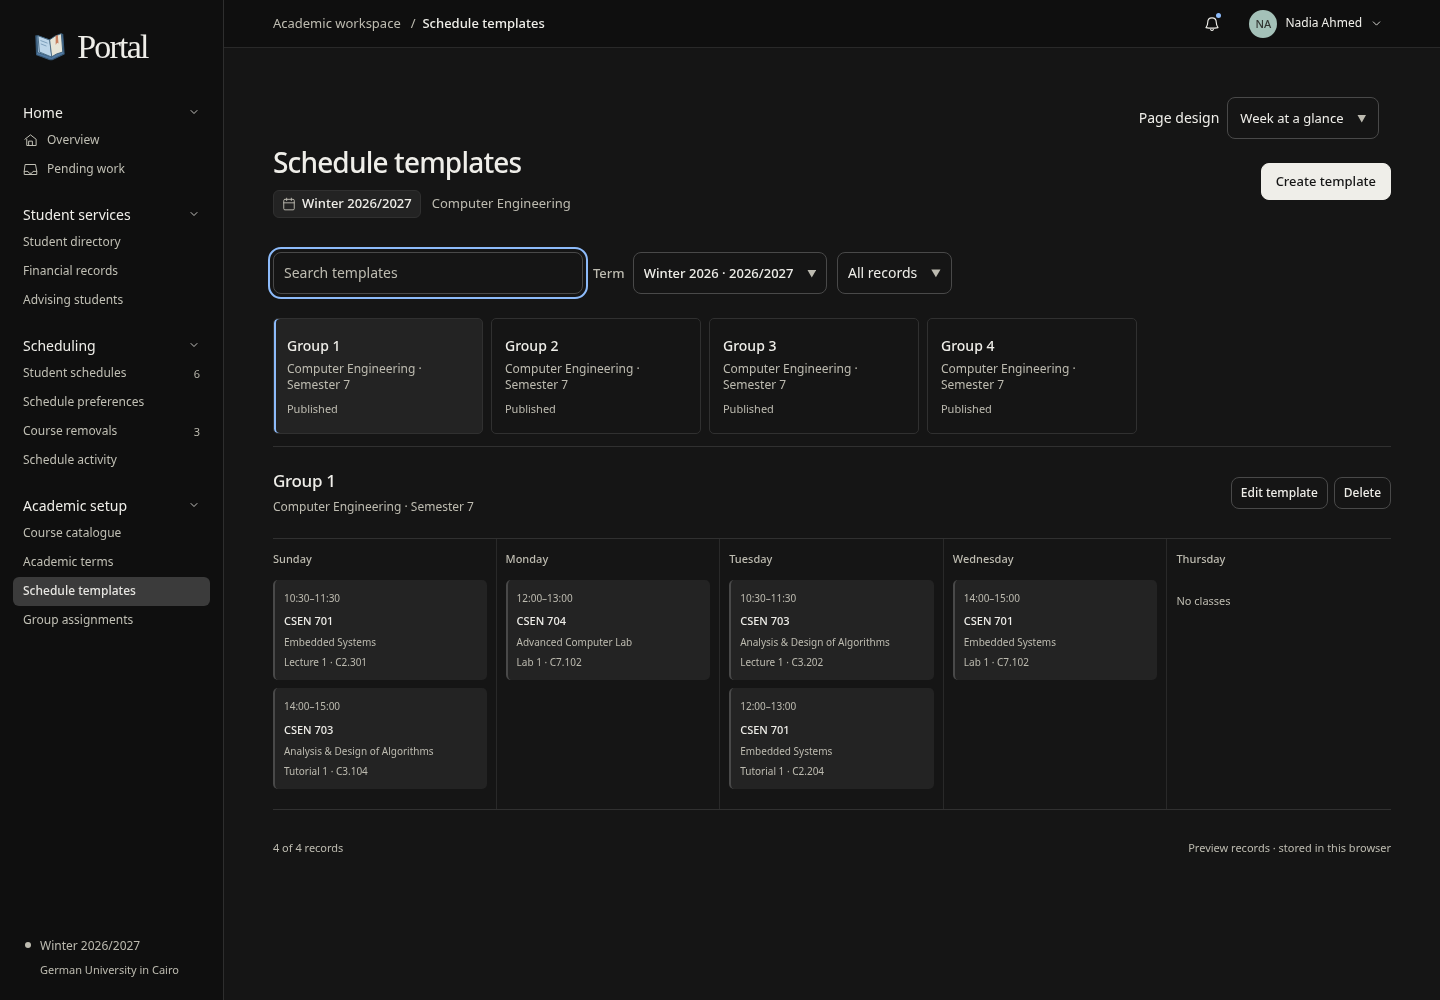 Portal
Home
Overview
Pending work
Student services
Student directory
Financial records
Advising students
Scheduling
Student schedules 6
Schedule preferences
Course removals 3
Schedule activity
Academic setup
Course catalogue
Academic terms
Schedule templates
Group assignments
Winter 2026/2027
German University in Cairo
Academic workspace / Schedule templates
NA Nadia Ahmed
Page design Week at a glance
Schedule templates
Create template
Winter 2026/2027 Computer Engineering
Search templates Term Winter 2026 · 2026/2027 All records
Group 1
Computer Engineering ·
Semester 7
Published
Group 2
Computer Engineering ·
Semester 7
Published
Group 3
Computer Engineering ·
Semester 7
Published
Group 4
Computer Engineering ·
Semester 7
Published
Group 1
Computer Engineering · Semester 7
Edit template Delete
Sunday
10:30–11:30
CSEN 701
Embedded Systems
Lecture 1 · C2.301
14:00–15:00
CSEN 703
Analysis & Design of Algorithms
Tutorial 1 · C3.104
Monday
12:00–13:00
CSEN 704
Advanced Computer Lab
Lab 1 · C7.102
Tuesday
10:30–11:30
CSEN 703
Analysis & Design of Algorithms
Lecture 1 · C3.202
12:00–13:00
CSEN 701
Embedded Systems
Tutorial 1 · C2.204
Wednesday
14:00–15:00
CSEN 701
Embedded Systems
Lab 1 · C7.102
Thursday
No classes
4 of 4 records
Preview records · stored in this browser